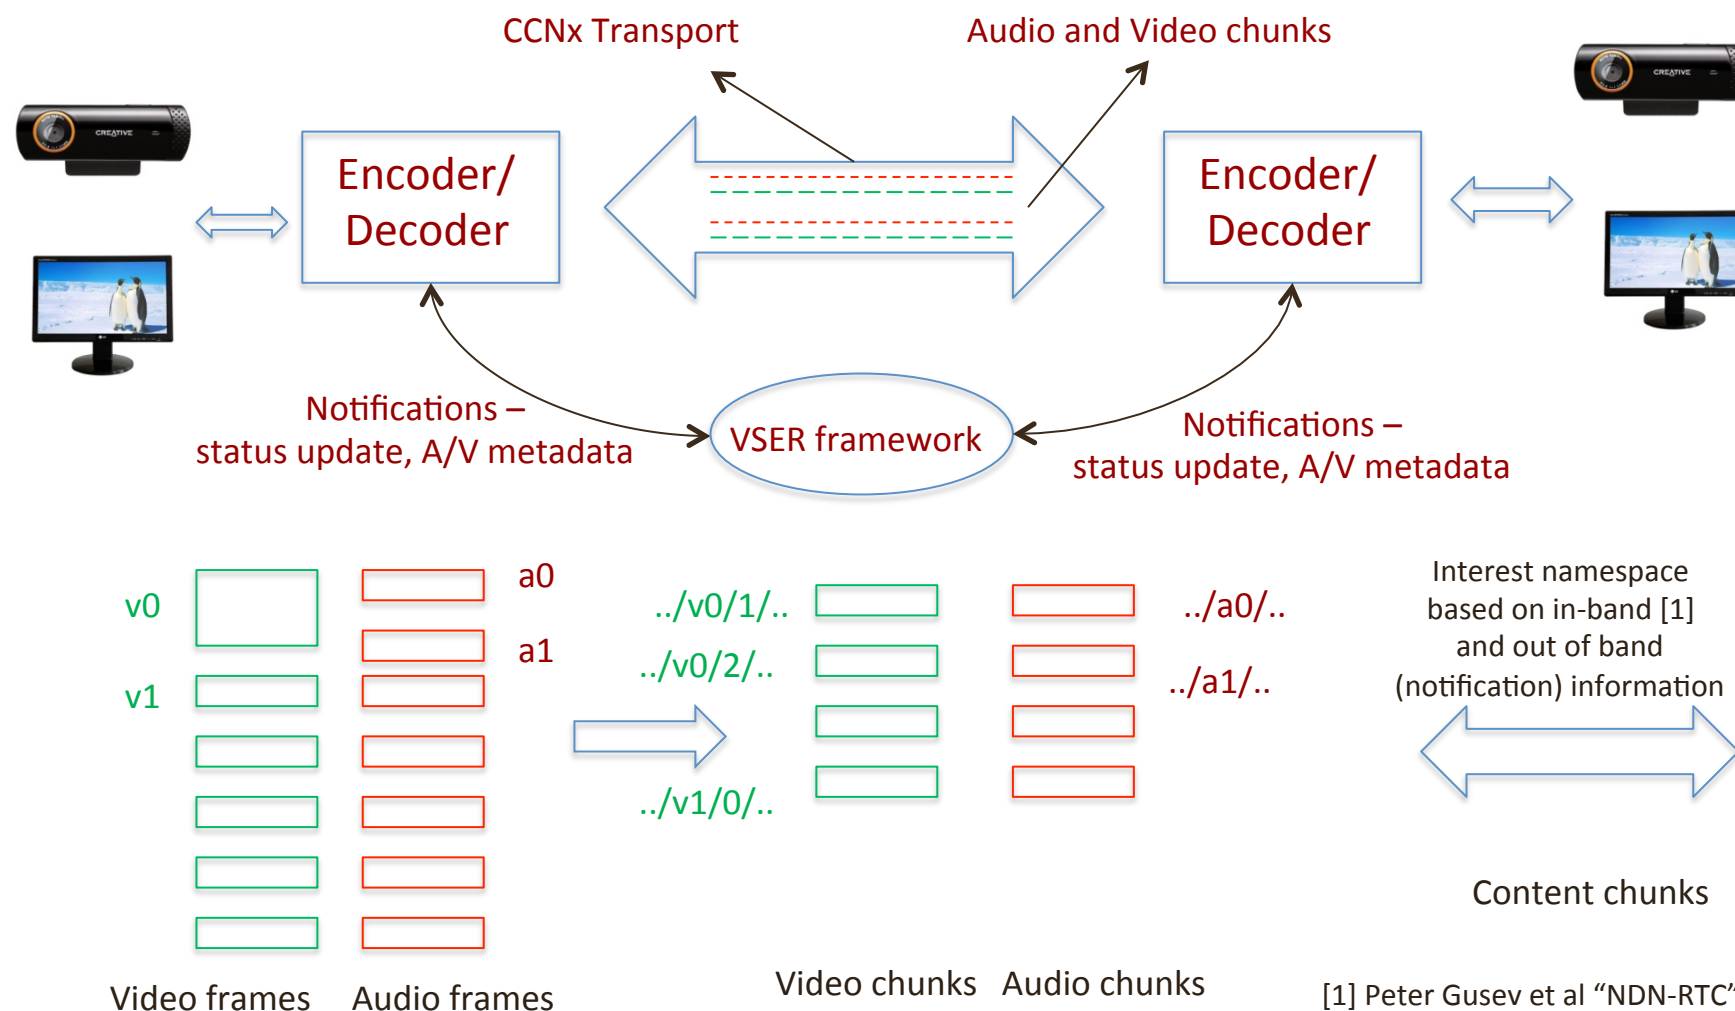 CCNx Transport
Audio and Video chunks
CREATIVE
CREATIVE
Encoder/
Decoder
Encoder/
Decoder
Notifications –
status update, A/V metadata
VSER framework
Notifications –
status update, A/V metadata
v0
v1
a0
a1
../v0/1/..
../v0/2/..
../v1/0/..
../a0/..
../a1/..
Interest namespace
based on in-band [1]
and out of band
(notification) information
Content chunks
Video frames
Audio frames
Video chunks
Audio chunks
[1] Peter Gusev et al “NDN-RTC”